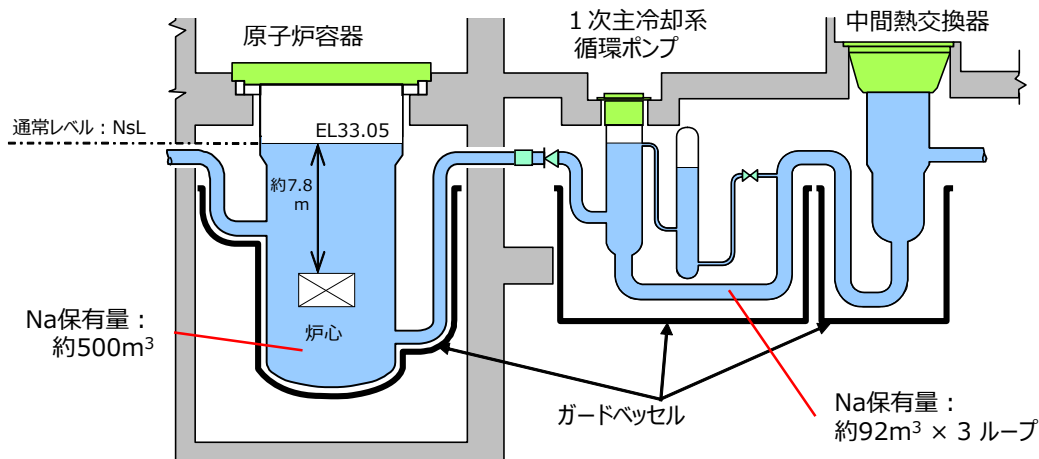 原子炉容器
1次主冷却系
循環ポンプ
中間熱交換器
通常レベル：NsL
EL33.05
約7.8
m
炉心
Na保有量：
約500m³
ガードベッセル
Na保有量：
約92m³ × 3 ループ